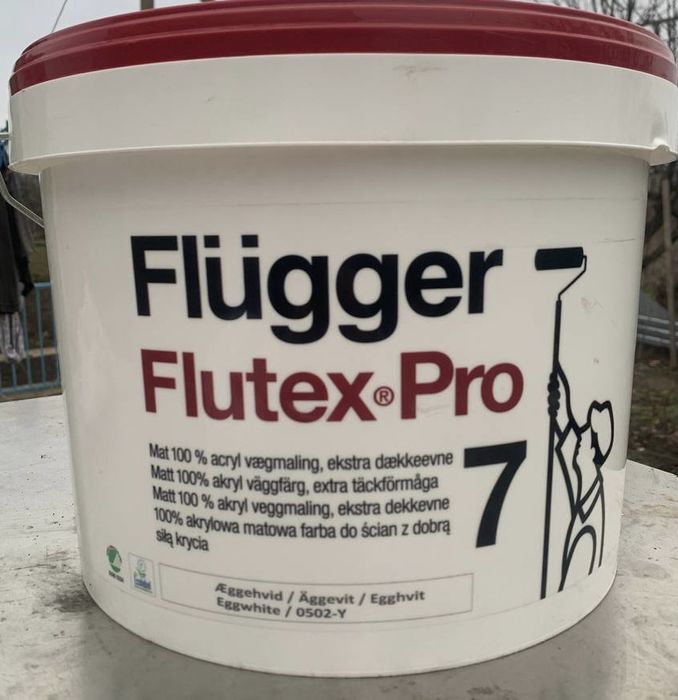 Flügger
Flutex®Pro
7
Mat 100 % acryl vægmaling, ekstra dækkeevne
Matt 100% akryl väggfärg, extra täckförmåga
Matt 100 % akryl veggmaling, ekstra dekkevne
100% akrylowa matowa farba do ścian z dobrą
siłą krycia
Æggehvid / Äggevit / Egghvit
Eggwhite / 0502-Y